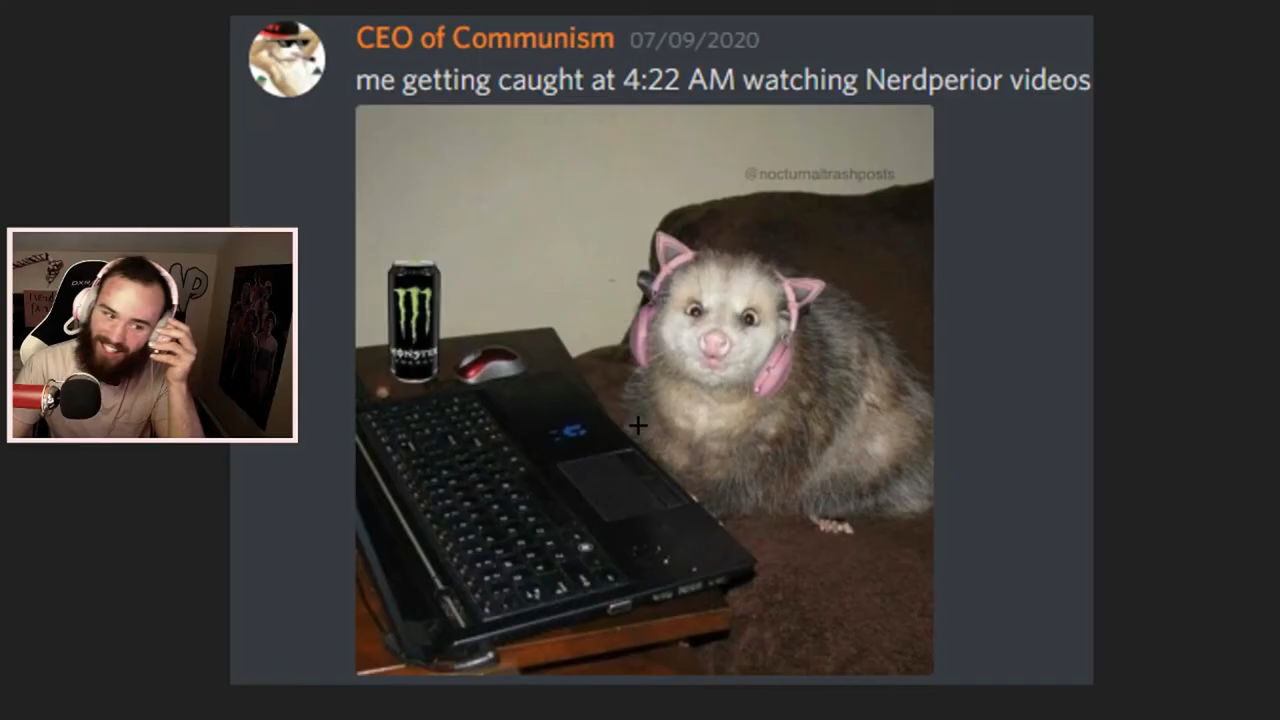 CEO of Communism 07/09/2020
me getting caught at 4:22 AM watching Nerdperior videos
@nocturnaltrashposts
MONSTER